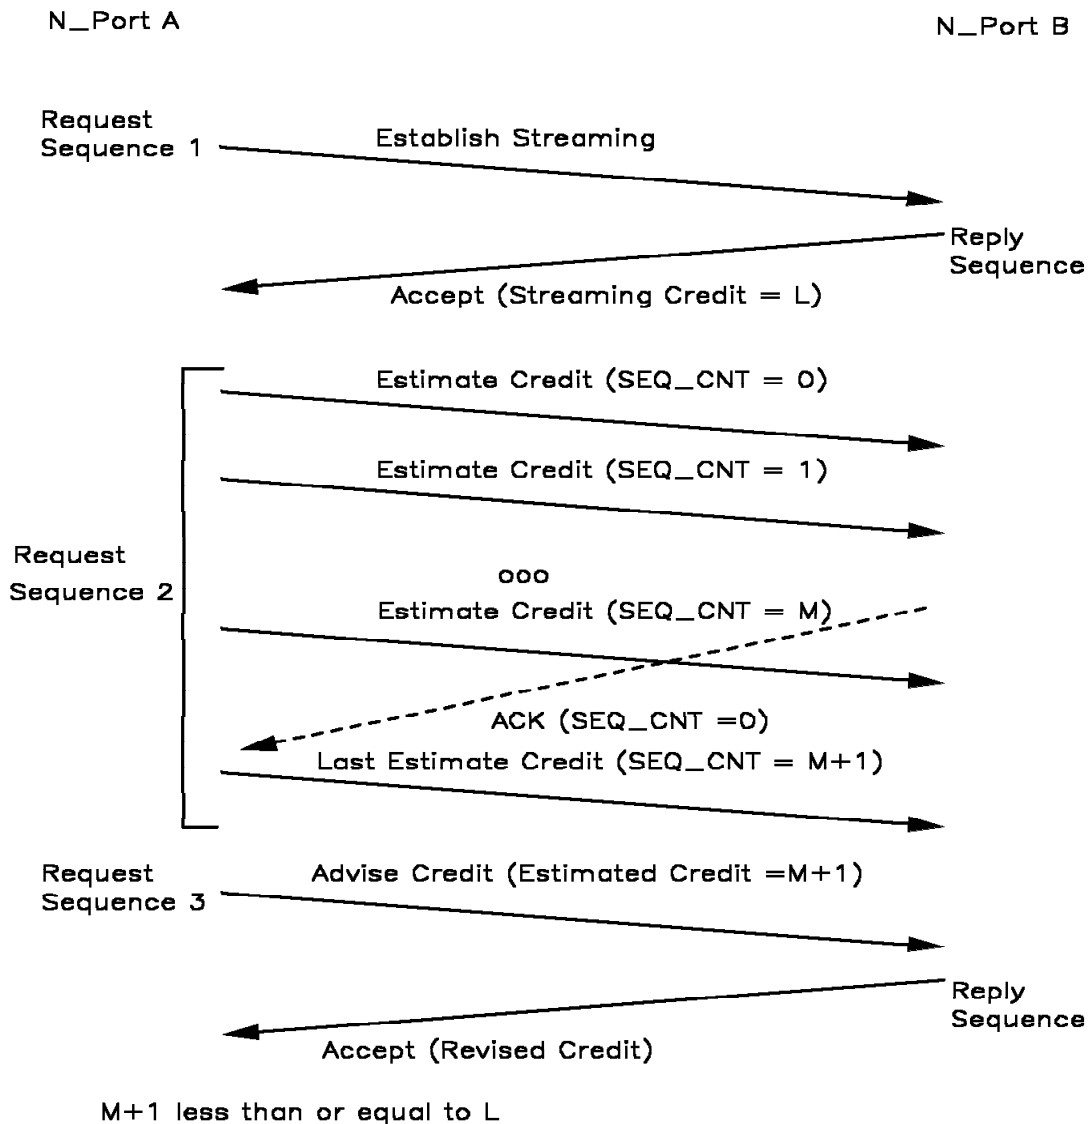 N_Port A
N_Port B
Request
Sequence 1
Establish Streaming
Reply
Sequence
Accept (Streaming Credit = L)
Estimate Credit (SEQ_CNT = 0)
Estimate Credit (SEQ_CNT = 1)
Request
Sequence 2
ooo
Estimate Credit (SEQ_CNT = M)
ACK (SEQ_CNT =0)
Last Estimate Credit (SEQ_CNT = M+1)
Request
Sequence 3
Advise Credit (Estimated Credit =M+1)
Reply
Sequence
Accept (Revised Credit)
M+1 less than or equal to L